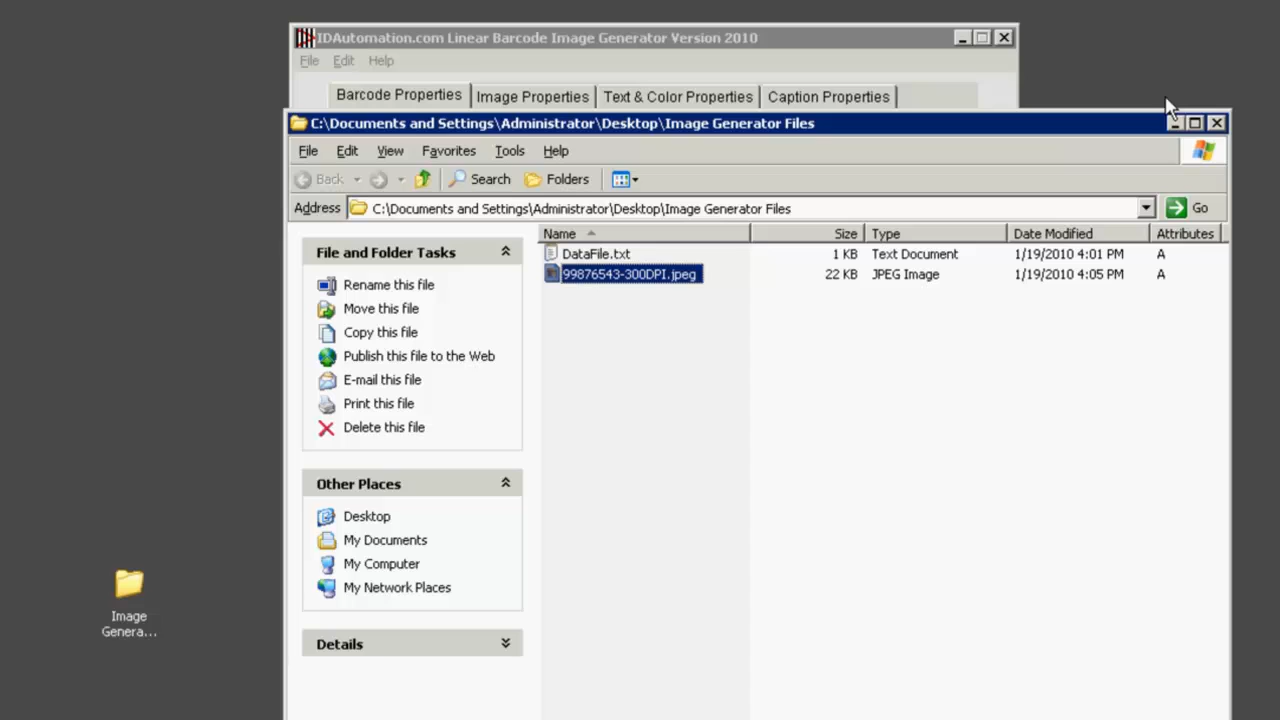 IDAutomation.com Linear Barcode Image Generator Version 2010
File Edit Help
Barcode Properties Image Properties Text & Color Properties Caption Properties
C:\Documents and Settings\Administrator\Desktop\Image Generator Files
File Edit View Favorites Tools Help
Back Search Folders
Address C:\Documents and Settings\Administrator\Desktop\Image Generator Files Go
Name Size Type Date Modified Attributes
DataFile.txt 1 KB Text Document 1/19/2010 4:01 PM A
99876543-300DPI.jpeg 22 KB JPEG Image 1/19/2010 4:05 PM A
File and Folder Tasks
Rename this file
Move this file
Copy this file
Publish this file to the Web
E-mail this file
Print this file
Delete this file
Other Places
Desktop
My Documents
My Computer
My Network Places
Details
Image
Genera...